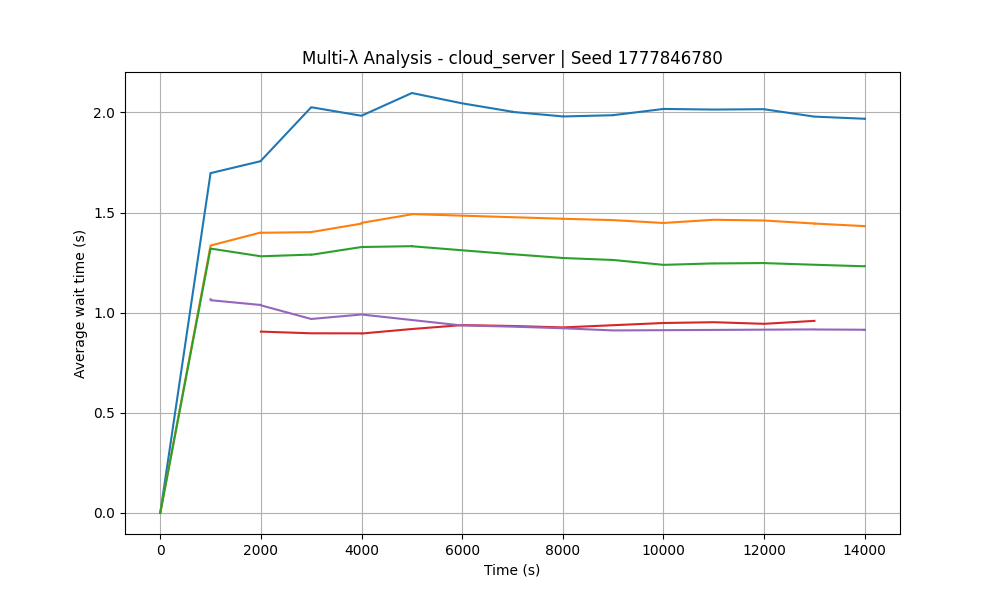 Multi-λ Analysis - cloud_server | Seed 1777846780
Average wait time (s)
2.0
1.5
1.0
0.5
0.0
0 2000 4000 6000 8000 10000 12000 14000
Time (s)